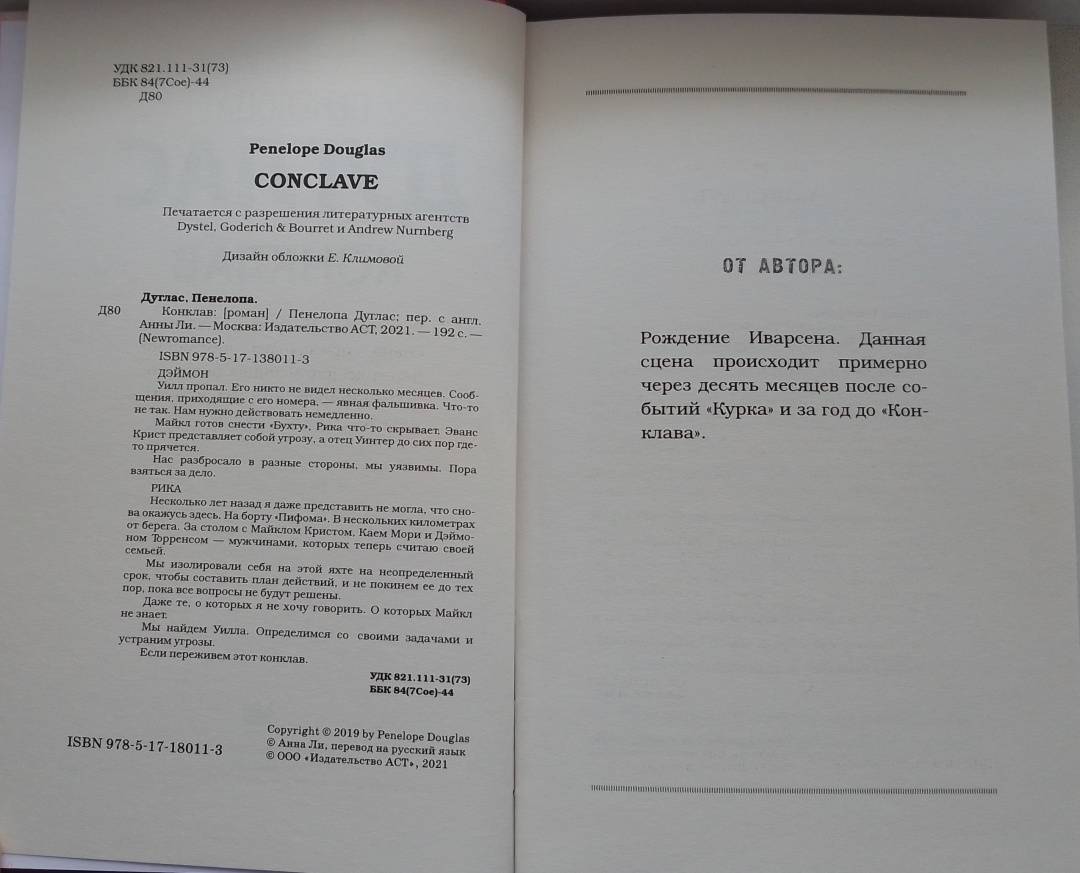 УДК 821.111-31(73)
ББК 84(7Сое)-44
Д80
Penelope Douglas
CONCLAVE
Печатается с разрешения литературных агентств
Dystel, Goderich & Bourret и Andrew Nurnberg
Дизайн обложки Е. Климовой
Дуглас, Пенелопа.
Д80 Конклав: [роман] / Пенелопа Дуглас; пер. с англ.
Анны Ли. — Москва: Издательство АСТ, 2021. — 192 с. —
(Newromance).
ISBN 978-5-17-138011-3
ДЭЙМОН
Уилл пропал. Его никто не видел несколько месяцев. Сооб-
щения, приходящие с его номера, — явная фальшивка. Что-то
не так. Нам нужно действовать немедленно.
Майкл готов снести «Бухту». Рика что-то скрывает. Эванс
Крист представляет собой угрозу, а отец Уинтер до сих пор где-
то прячется.
Нас разбросало в разные стороны, мы уязвимы. Пора
взяться за дело.
РИКА
Несколько лет назад я даже представить не могла, что сно-
ва окажусь здесь. На борту «Пифома». В нескольких километрах
от берега. За столом с Майклом Кристом, Каем Мори и Дэймо-
ном Торренсом — мужчинами, которых теперь считаю своей
семьей.
Мы изолировали себя на этой яхте на неопределенный
срок, чтобы составить план действий, и не покинем ее до тех
пор, пока все вопросы не будут решены.
Даже те, о которых я не хочу говорить. О которых Майкл
не знает.
Мы найдем Уилла. Определимся со своими задачами и
устраним угрозы.
Если переживем этот конклав.
УДК 821.111-31(73)
ББК 84(7Сое)-44
ISBN 978-5-17-18011-3
Copyright © 2019 by Penelope Douglas
© Анна Ли, перевод на русский язык
© ООО «Издательство АСТ», 2021
ОТ АВТОРА:
Рождение Иварсена. Данная
сцена происходит примерно
через десять месяцев после со-
бытий «Курка» и за год до «Кон-
клава».